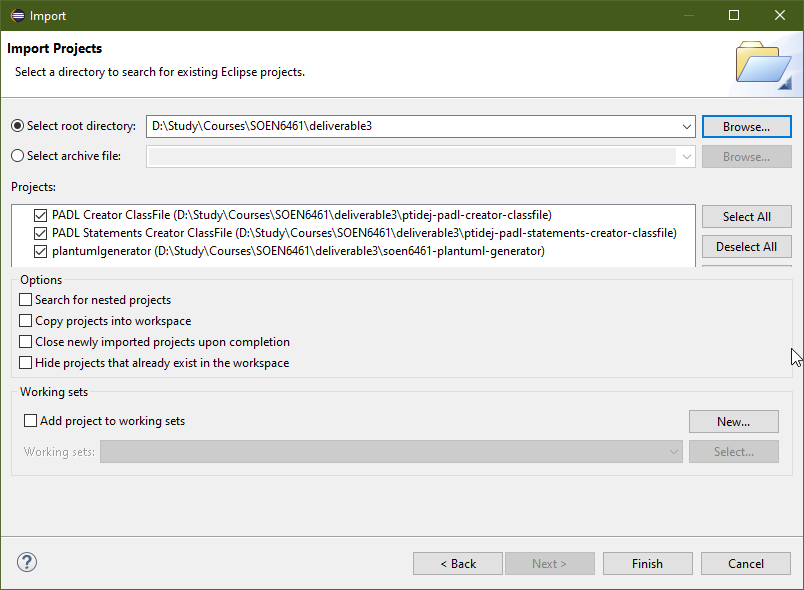 Import
Import Projects
Select a directory to search for existing Eclipse projects.
Select root directory: D:\Study\Courses\SOEN6461\deliverable3 Browse...
Select archive file: Browse...
Projects:
PADL Creator ClassFile (D:\Study\Courses\SOEN6461\deliverable3\ptidej-padl-creator-classfile) Select All
PADL Statements Creator ClassFile (D:\Study\Courses\SOEN6461\deliverable3\ptidej-padl-statements-creator-classfile)
plantumlgenerator (D:\Study\Courses\SOEN6461\deliverable3\soen6461-plantuml-generator) Deselect All
Options
Search for nested projects
Copy projects into workspace
Close newly imported projects upon completion
Hide projects that already exist in the workspace
Working sets
Add project to working sets New...
Working sets: Select...
? < Back Next > Finish Cancel